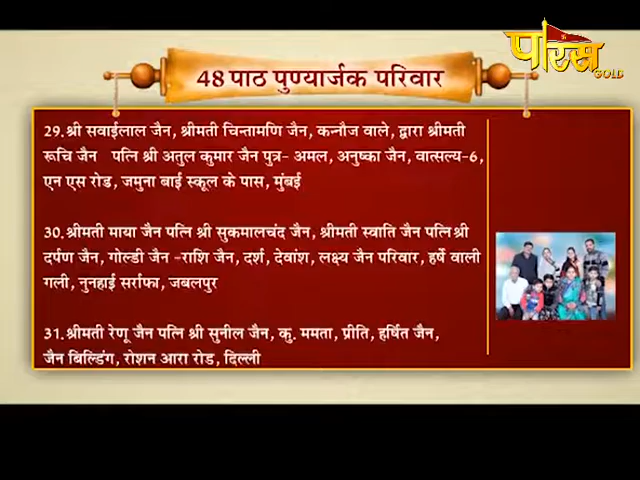 पारस
GOLD
48 पाठ पुण्यार्जक परिवार
29. श्री सवाईलाल जैन, श्रीमती चिन्तामणि जैन, कन्नौज वाले, द्वारा श्रीमती
रूचि जैन पत्नि श्री अतुल कुमार जैन पुत्र- अमल, अनुष्का जैन, वात्सल्य-6,
एन एस रोड, जमुना बाई स्कूल के पास, मुंबई
30. श्रीमती माया जैन पत्नि श्री सुकमालचंद जैन, श्रीमती स्वाति जैन पत्नि श्री
दर्पण जैन, गोल्डी जैन -राशि जैन, दर्श, देवांश, लक्ष्य जैन परिवार, हर्षे वाली
गली, नुनहाई सर्राफा, जबलपुर
31. श्रीमती रेणू जैन पत्नि श्री सुनील जैन, कु. ममता, प्रीति, हर्षित जैन,
जैन बिल्डिंग, रोशन आरा रोड, दिल्ली